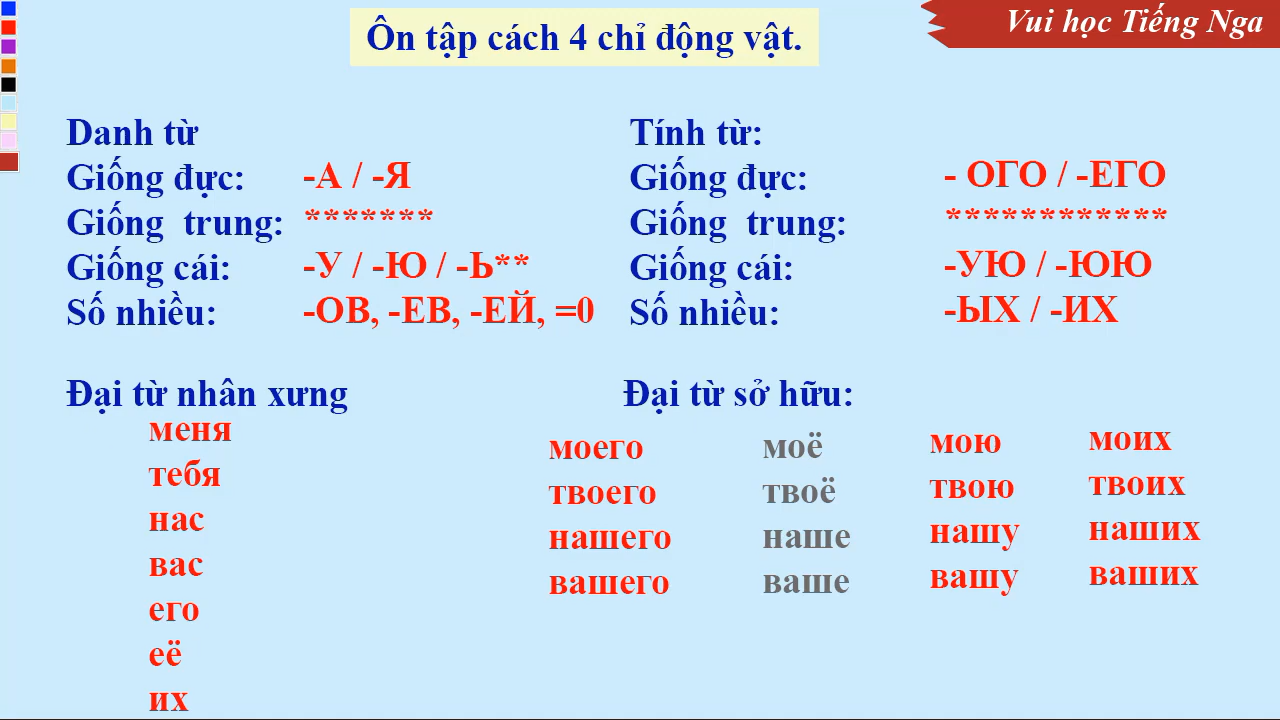 Vui học Tiếng Nga
Ôn tập cách 4 chỉ động vật.
Danh từ
Giống đực: -А / -Я
Giống trung: *******
Giống cái: -У / -Ю / -Ь**
Số nhiều: -ОВ, -ЕВ, -ЕЙ, =0
Tính từ:
Giống đực: - ОГО / -ЕГО
Giống trung: ************
Giống cái: -УЮ / -ЮЮ
Số nhiều: -ЫХ / -ИХ
Đại từ nhân xưng
меня
тебя
нас
вас
его
её
их
Đại từ sở hữu:
моего моё мою моих
твоего твоё твою твоих
нашего наше нашу наших
вашего ваше вашу ваших